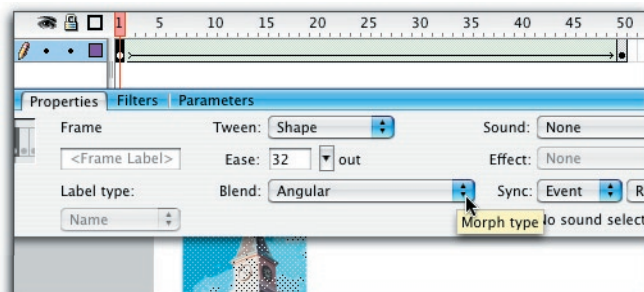 1 5 10 15 20 25 30 35 40 45 50
Properties Filters Parameters
Frame Tween: Shape Sound: None
<Frame Label> Ease: 32 out Effect: None
Label type: Blend: Angular Sync: Event R
Name Morph type No sound select